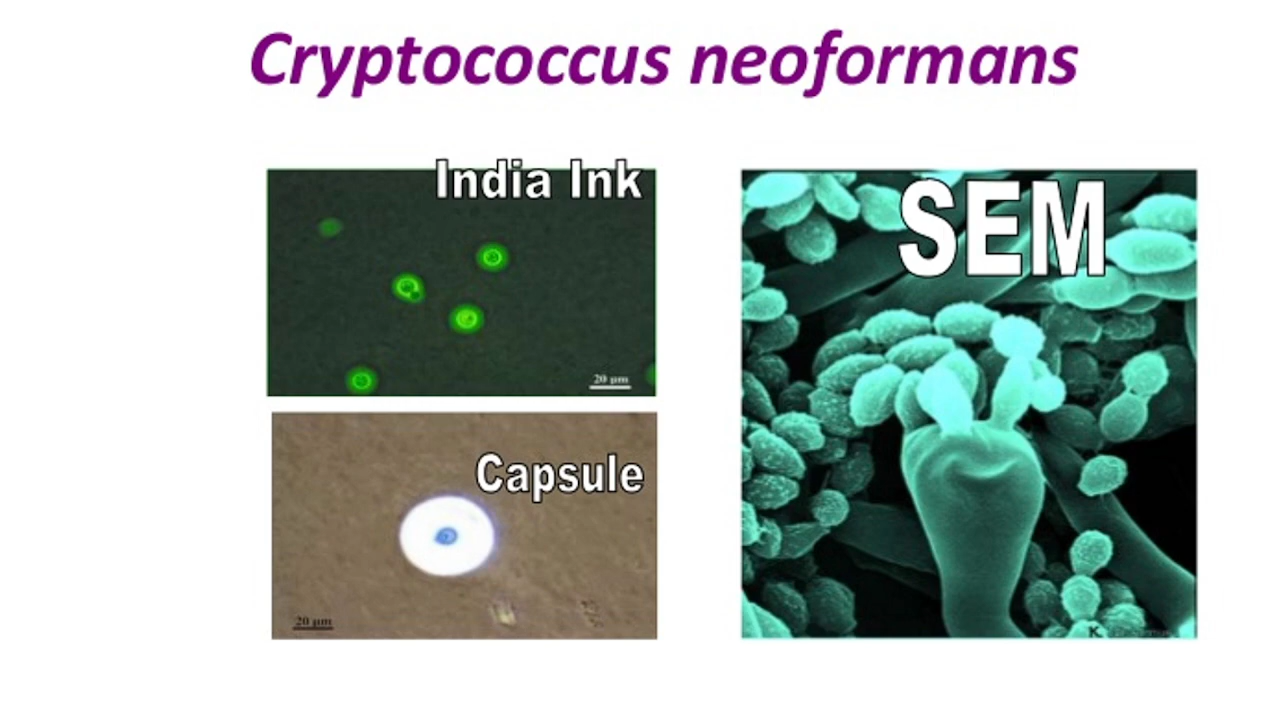 Cryptococcus neoformans
India Ink
20 µm
Capsule
20 µm
SEM